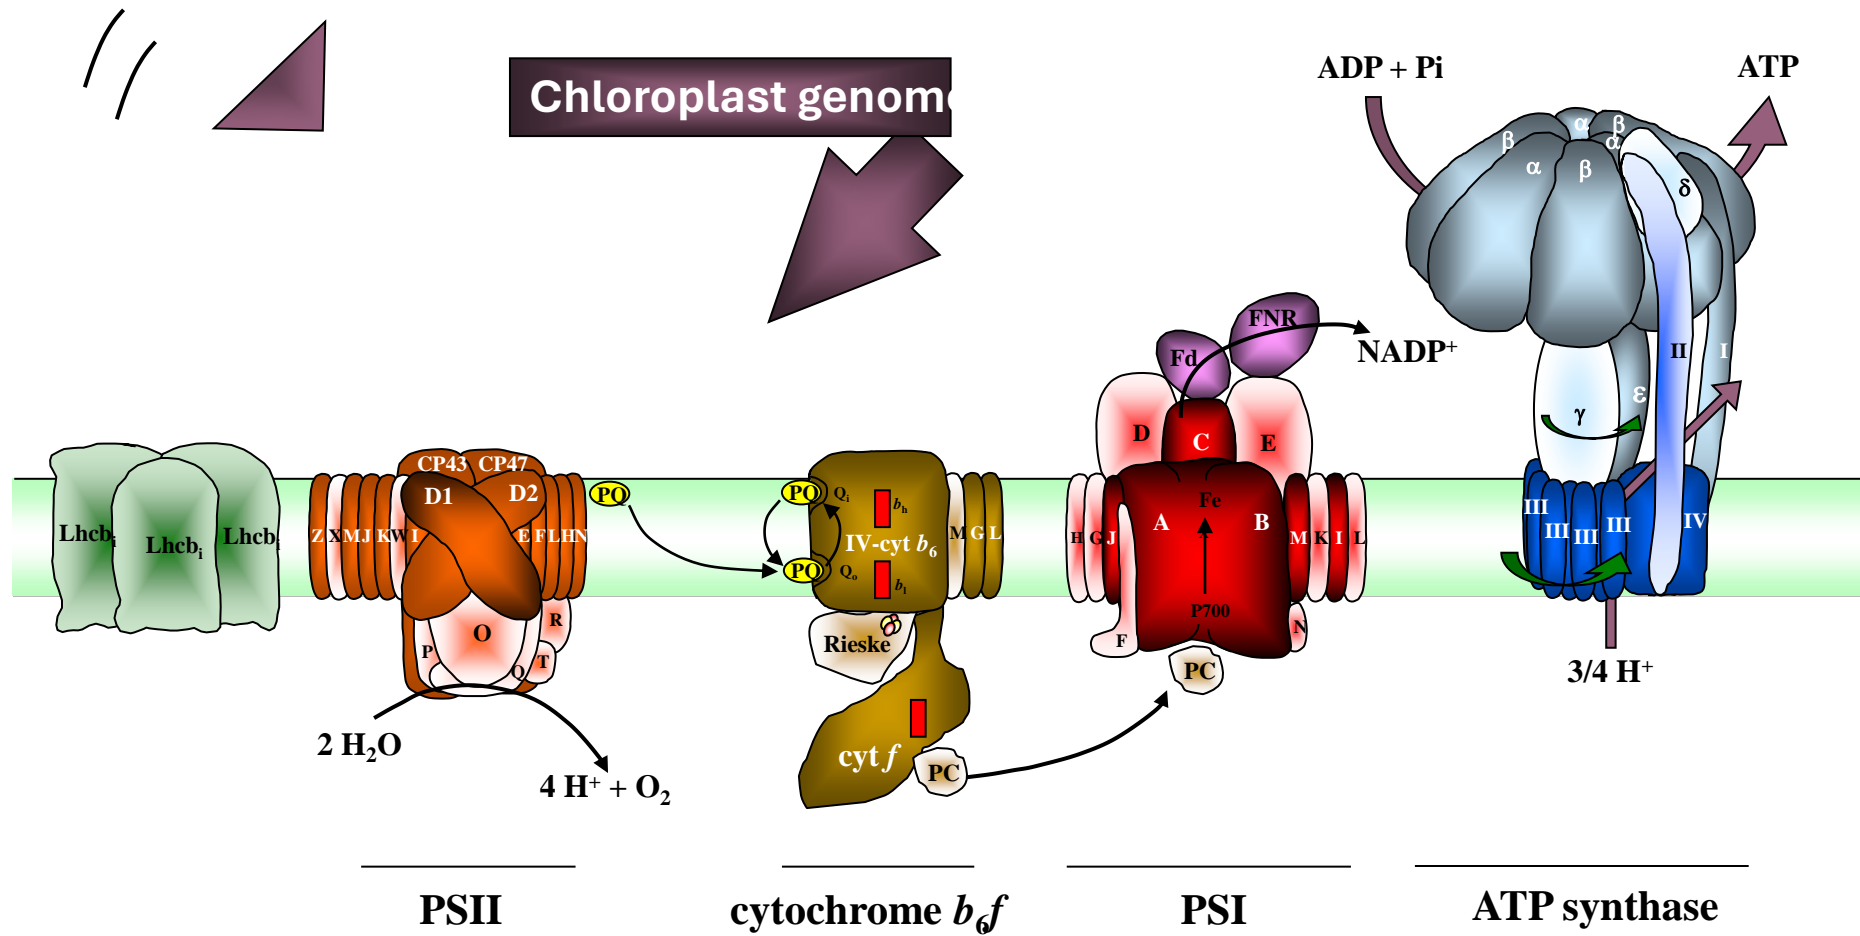 Chloroplast genome
ADP + Pi
ATP
β
α
α
β
α
β
δ
FNR
Fd
NADP⁺
II
I
ε
γ
D
C
E
CP43
CP47
D1
D2
PQ
PQ
Qᵢ
bₕ
Fe
A
B
III
III
III
III
IV
Lhcbᵢ
Lhcbᵢ
Lhcbᵢ
Z
X
M
J
K
W
I
E
F
L
H
N
IV-cyt b₆
M
G
L
H
G
J
M
K
I
L
PQ
Qₒ
bₗ
P700
O
R
P
Q
T
Rieske
F
N
PC
3/4 H⁺
2 H₂O
4 H⁺ + O₂
cyt f
PC
PSII
cytochrome b₆f
PSI
ATP synthase